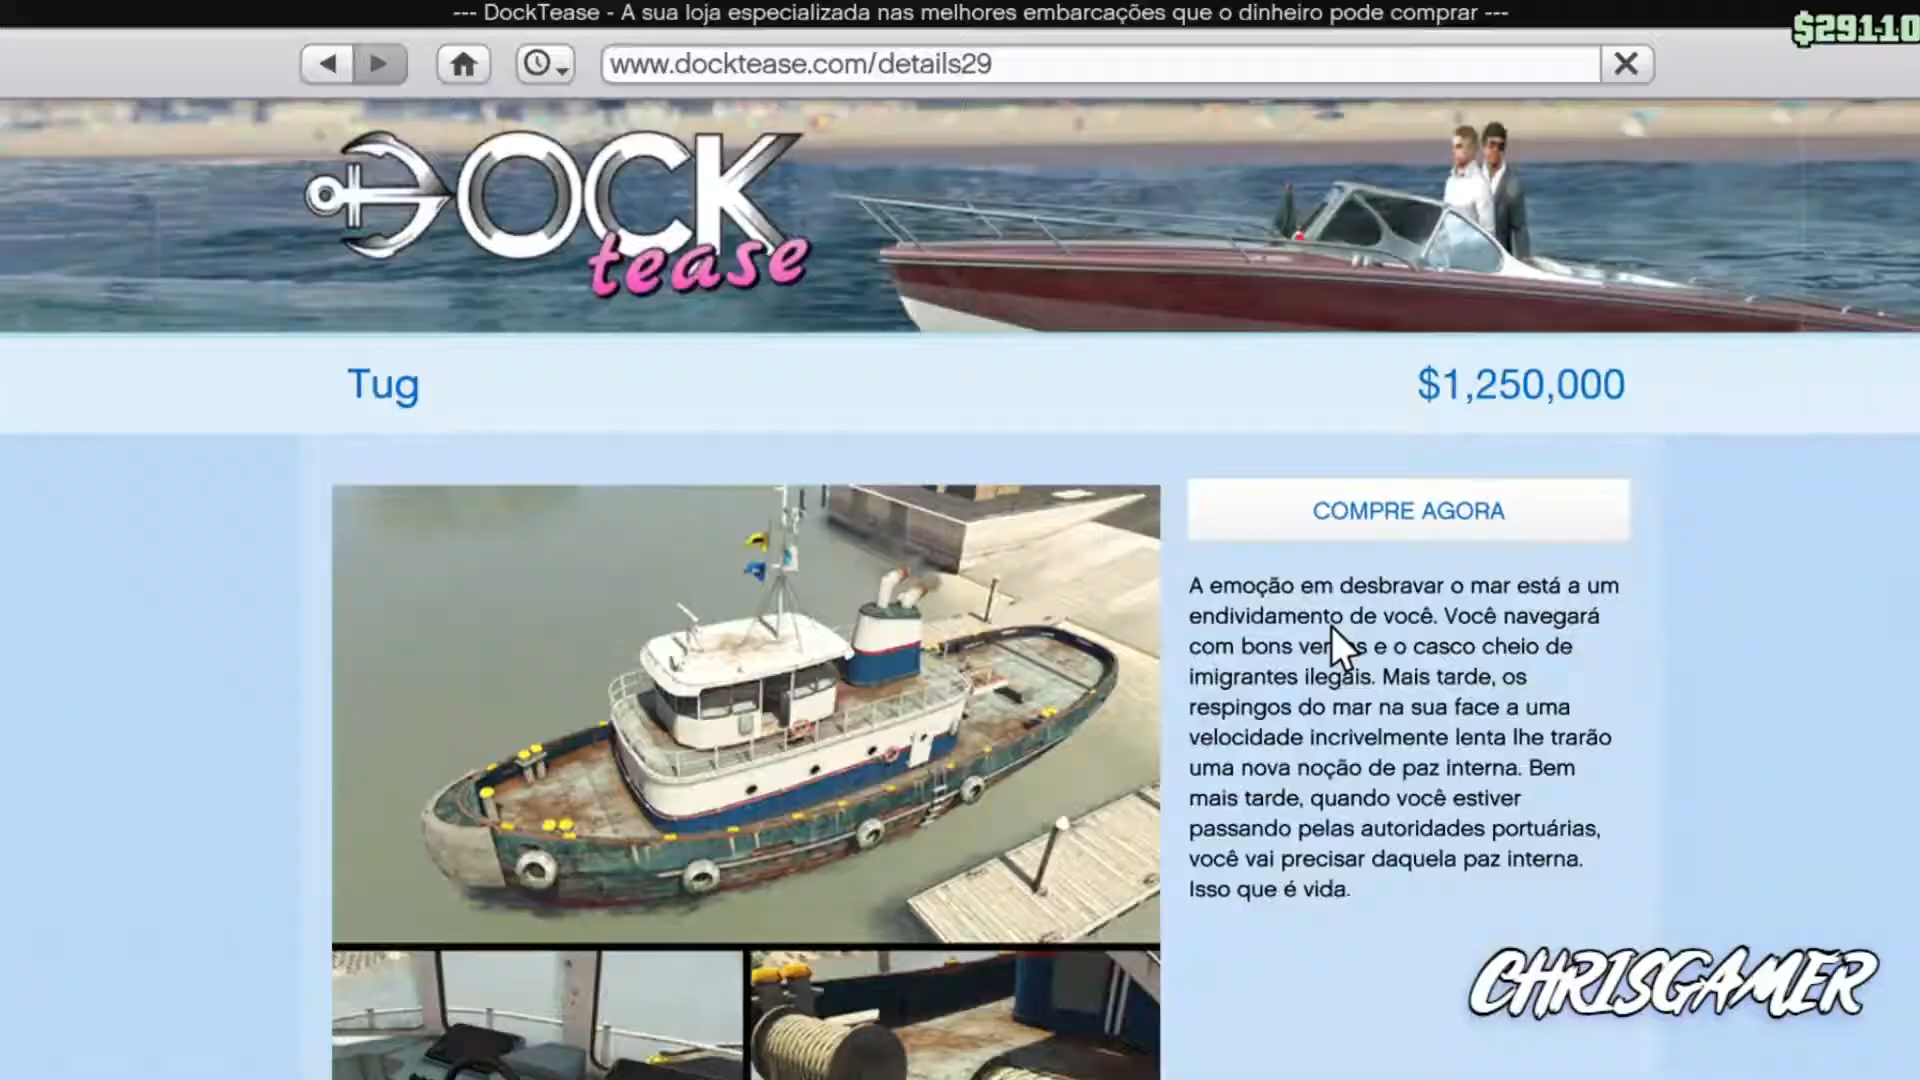 --- DockTease - A sua loja especializada nas melhores embarcações que o dinheiro pode comprar ---
$29110
www.docktease.com/details29
DOCK
tease
Tug
$1,250,000
COMPRE AGORA
A emoção em desbravar o mar está a um
endividamento de você. Você navegará
com bons e o casco cheio de
imigrantes ilegais. Mais tarde, os
respingos do mar na sua face a uma
velocidade incrivelmente lenta lhe trarão
uma nova noção de paz interna. Bem
mais tarde, quando você estiver
passando pelas autoridades portuárias,
você vai precisar daquela paz interna.
Isso que é vida.
CHRISGAMER